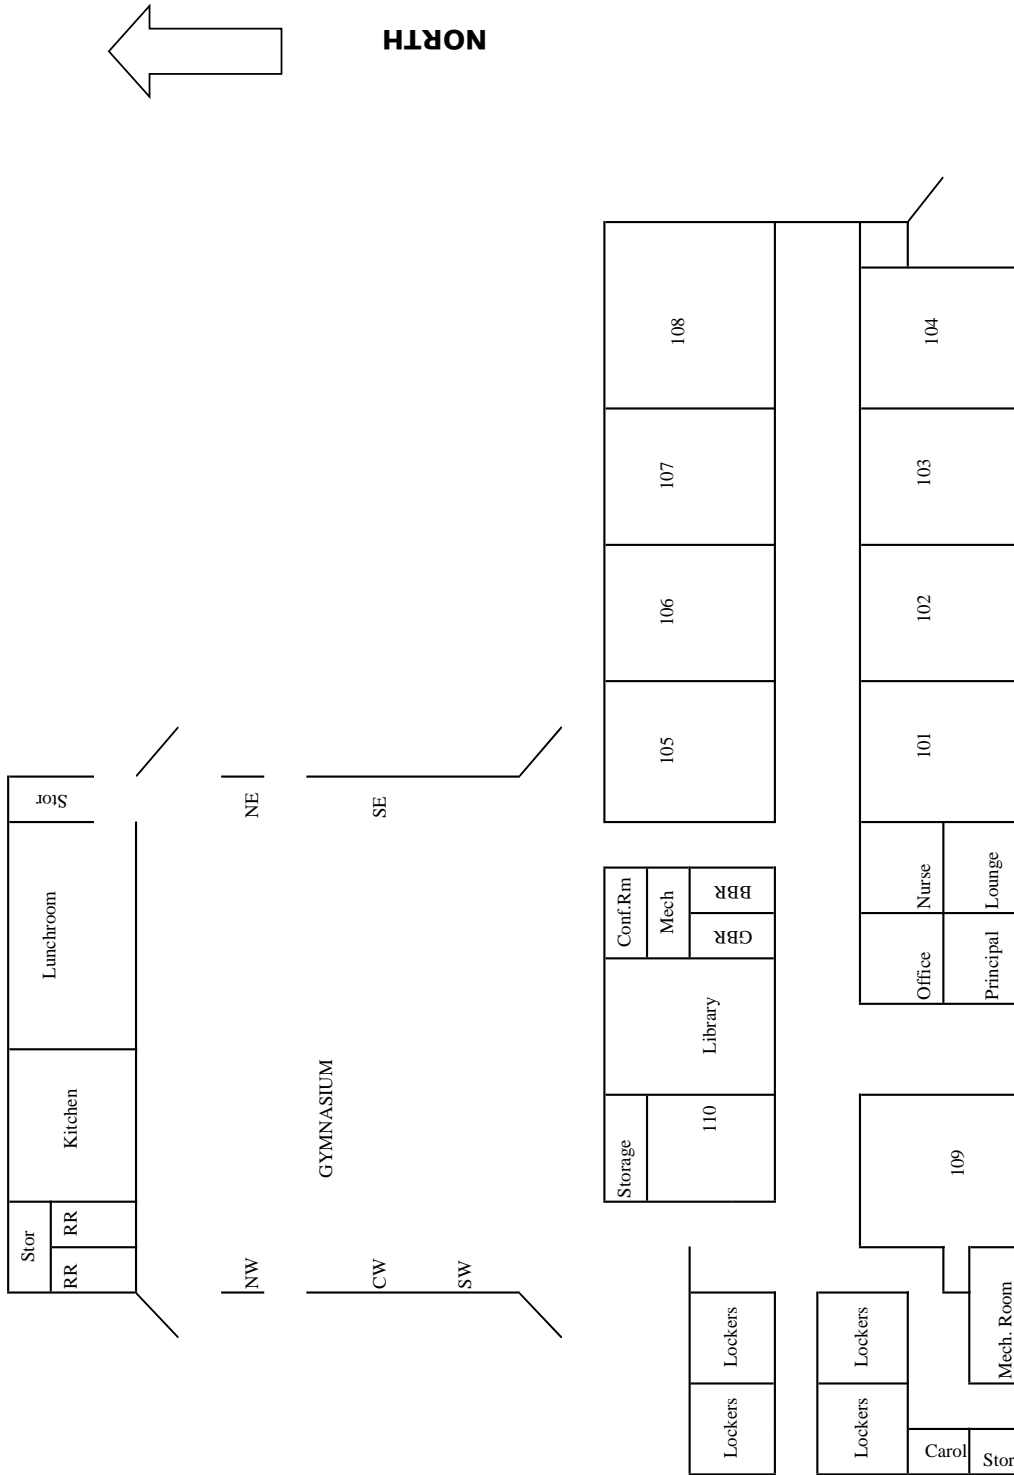 NORTH
Stor
Lunchroom
Kitchen
Stor
RR
RR
NE
SE
GYMNASIUM
NW
CW
SW
108
107
106
105
104
103
102
101
Conf.Rm
Mech
BBR
GBR
Library
Storage
110
Nurse
Lounge
Office
Principal
109
Mech. Room
Lockers
Lockers
Lockers
Lockers
Carol
Stor